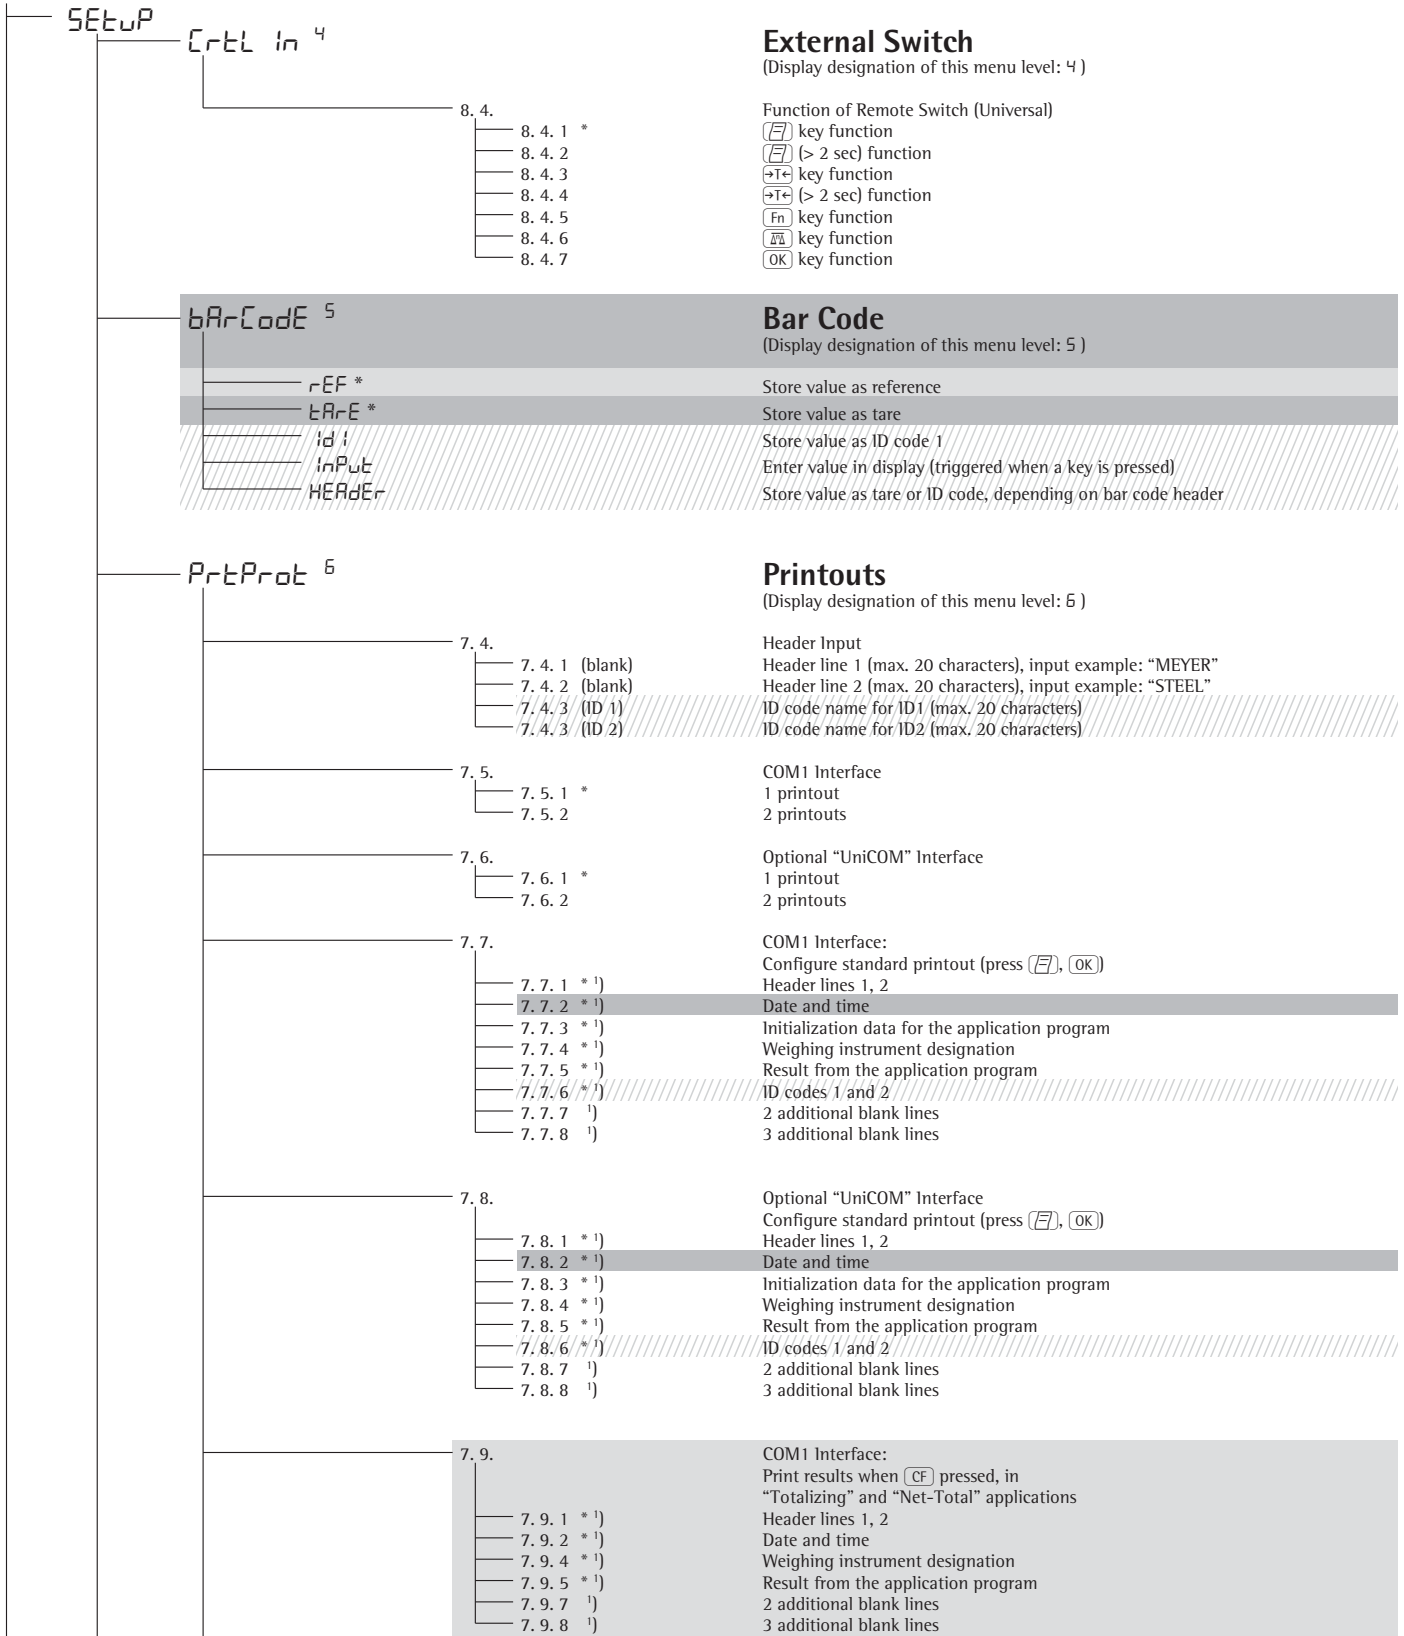 SEtuP
CrtL In 4 External Switch
(Display designation of this menu level: 4 )
8. 4. Function of Remote Switch (Universal)
8. 4. 1 * key function
8. 4. 2 (> 2 sec) function
8. 4. 3 →T← key function
8. 4. 4 →T← (> 2 sec) function
8. 4. 5 Fn key function
8. 4. 6 key function
8. 4. 7 OK key function
bArCodE 5 Bar Code
(Display designation of this menu level: 5 )
rEF * Store value as reference
tArE * Store value as tare
Id 1 Store value as ID code 1
InPut Enter value in display (triggered when a key is pressed)
HEAdEr Store value as tare or ID code, depending on bar code header
PrtProt 6 Printouts
(Display designation of this menu level: 6 )
7. 4. Header Input
7. 4. 1 (blank) Header line 1 (max. 20 characters), input example: “MEYER”
7. 4. 2 (blank) Header line 2 (max. 20 characters), input example: “STEEL”
7. 4. 3 (ID 1) ID code name for ID1 (max. 20 characters)
7. 4. 3 (ID 2) ID code name for ID2 (max. 20 characters)
7. 5. COM1 Interface
7. 5. 1 * 1 printout
7. 5. 2 2 printouts
7. 6. Optional “UniCOM” Interface
7. 6. 1 * 1 printout
7. 6. 2 2 printouts
7. 7. COM1 Interface:
Configure standard printout (press , OK)
7. 7. 1 * ¹) Header lines 1, 2
7. 7. 2 * ¹) Date and time
7. 7. 3 * ¹) Initialization data for the application program
7. 7. 4 * ¹) Weighing instrument designation
7. 7. 5 * ¹) Result from the application program
7. 7. 6 * ¹) ID codes 1 and 2
7. 7. 7 ¹) 2 additional blank lines
7. 7. 8 ¹) 3 additional blank lines
7. 8. Optional “UniCOM” Interface
Configure standard printout (press , OK)
7. 8. 1 * ¹) Header lines 1, 2
7. 8. 2 * ¹) Date and time
7. 8. 3 * ¹) Initialization data for the application program
7. 8. 4 * ¹) Weighing instrument designation
7. 8. 5 * ¹) Result from the application program
7. 8. 6 * ¹) ID codes 1 and 2
7. 8. 7 ¹) 2 additional blank lines
7. 8. 8 ¹) 3 additional blank lines
7. 9. COM1 Interface:
Print results when CF pressed, in
“Totalizing” and “Net-Total” applications
7. 9. 1 * ¹) Header lines 1, 2
7. 9. 2 * ¹) Date and time
7. 9. 4 * ¹) Weighing instrument designation
7. 9. 5 * ¹) Result from the application program
7. 9. 7 ¹) 2 additional blank lines
7. 9. 8 ¹) 3 additional blank lines